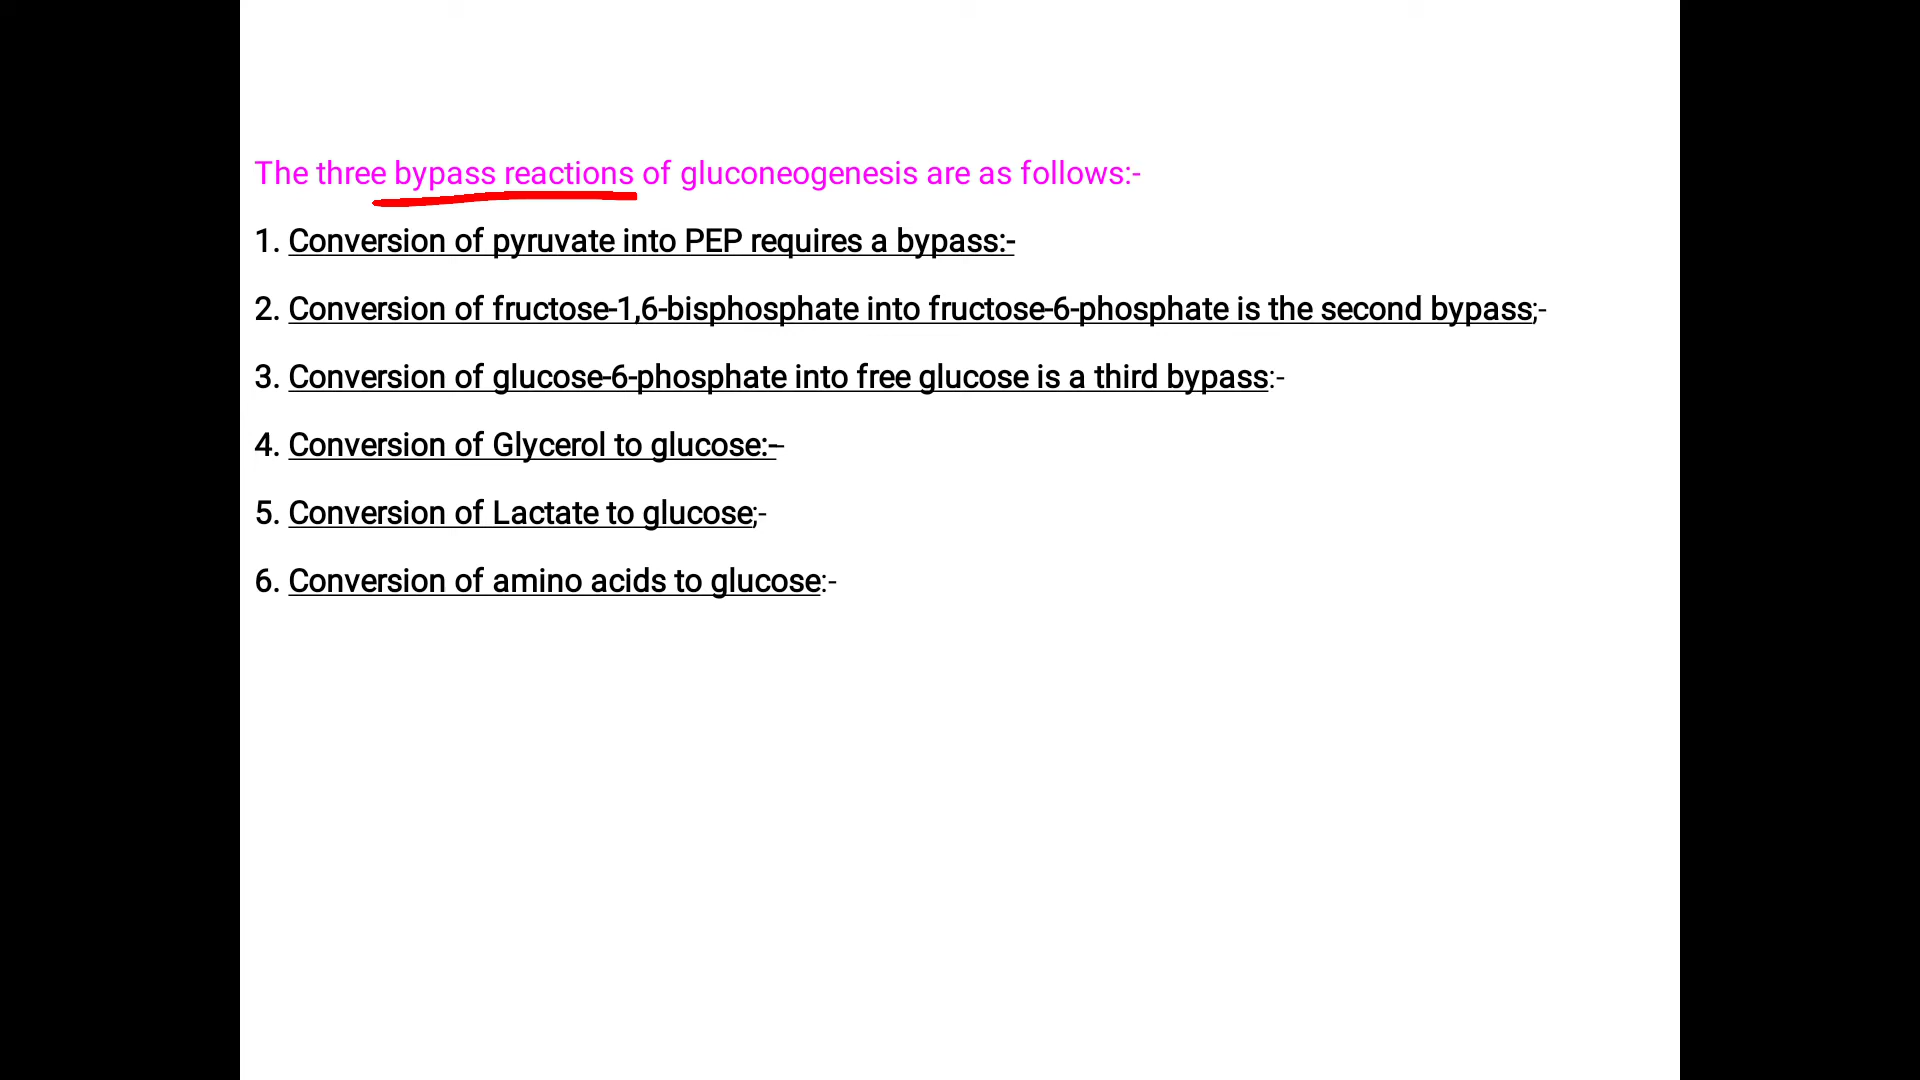 The three bypass reactions of gluconeogenesis are as follows:-
1. Conversion of pyruvate into PEP requires a bypass:-
2. Conversion of fructose-1,6-bisphosphate into fructose-6-phosphate is the second bypass;-
3. Conversion of glucose-6-phosphate into free glucose is a third bypass:-
4. Conversion of Glycerol to glucose:--
5. Conversion of Lactate to glucose;-
6. Conversion of amino acids to glucose:-